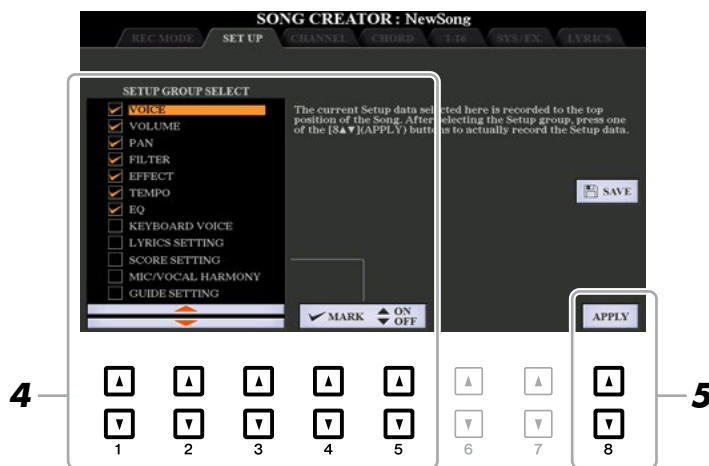 SONG CREATOR : NewSong
REC MODE SET UP CHANNEL CHORD 1-16 SYS/EX. LYRICS
SETUP GROUP SELECT
VOICE
VOLUME
PAN
FILTER
EFFECT
TEMPO
EQ
KEYBOARD VOICE
LYRICS SETTING
SCORE SETTING
MIC/VOCAL HARMONY
GUIDE SETTING
The current Setup data selected here is recorded to the top
position of the Song. After selecting the Setup group, press one
of the [8▲▼](APPLY) buttons to actually record the Setup data.
SAVE
MARK ON
OFF
APPLY
4
5
1 2 3 4 5 6 7 8